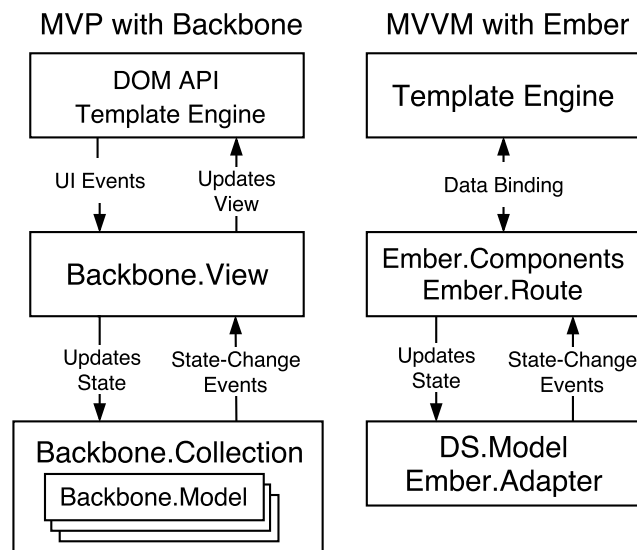 MVP with Backbone
DOM API
Template Engine
UI Events
Updates
View
Backbone.View
Updates
State
State-Change
Events
Backbone.Collection
Backbone.Model
MVVM with Ember
Template Engine
Data Binding
Ember.Components
Ember.Route
Updates
State
State-Change
Events
DS.Model
Ember.Adapter